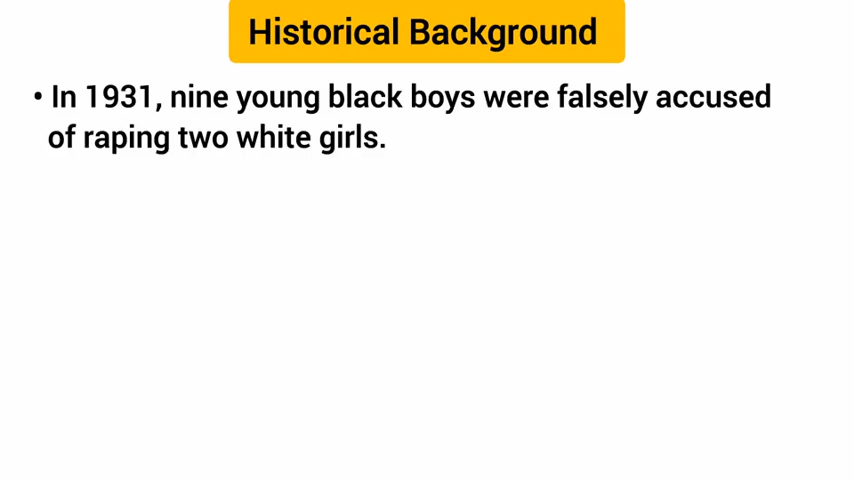 Historical Background
• In 1931, nine young black boys were falsely accused
of raping two white girls.